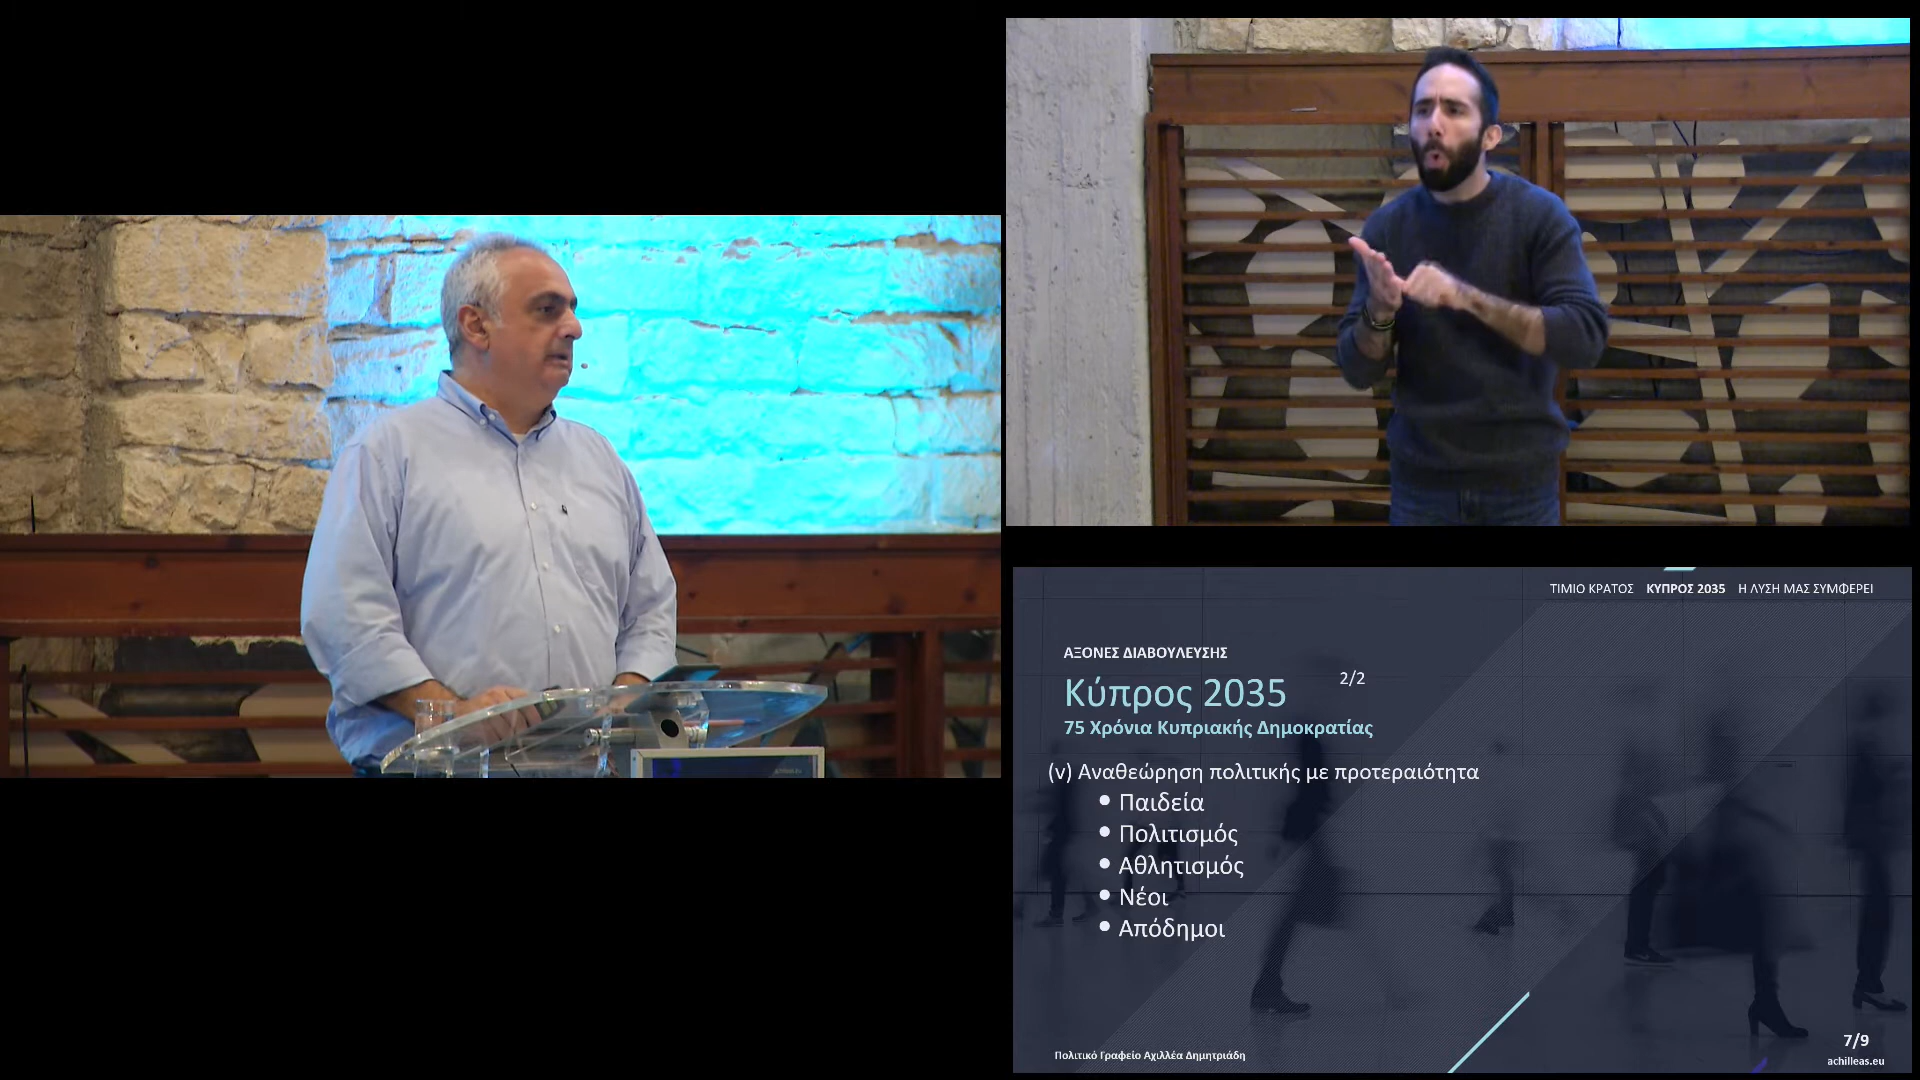 ΤΙΜΙΟ ΚΡΑΤΟΣ ΚΥΠΡΟΣ 2035 Η ΛΥΣΗ ΜΑΣ ΣΥΜΦΕΡΕΙ
ΑΞΟΝΕΣ ΔΙΑΒΟΥΛΕΥΣΗΣ
Κύπρος 2035 2/2
75 Χρόνια Κυπριακής Δημοκρατίας
(v) Αναθεώρηση πολιτικής με προτεραιότητα
• Παιδεία
• Πολιτισμός
• Αθλητισμός
• Νέοι
• Απόδημοι
7/9
Πολιτικό Γραφείο Αχιλλέα Δημητριάδη
achilleas.eu